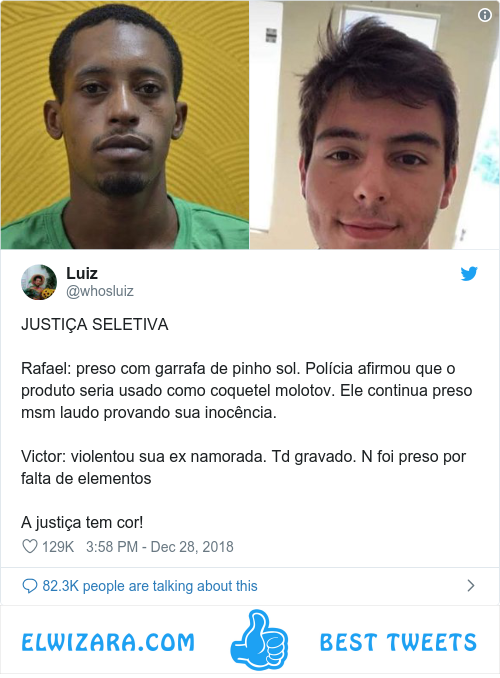 Luiz
@whosluiz
JUSTIÇA SELETIVA
Rafael: preso com garrafa de pinho sol. Polícia afirmou que o
produto seria usado como coquetel molotov. Ele continua preso
msm laudo provando sua inocência.
Victor: violentou sua ex namorada. Td gravado. N foi preso por
falta de elementos
A justiça tem cor!
129K 3:58 PM - Dec 28, 2018
82.3K people are talking about this
ELWIZARA.COM BEST TWEETS